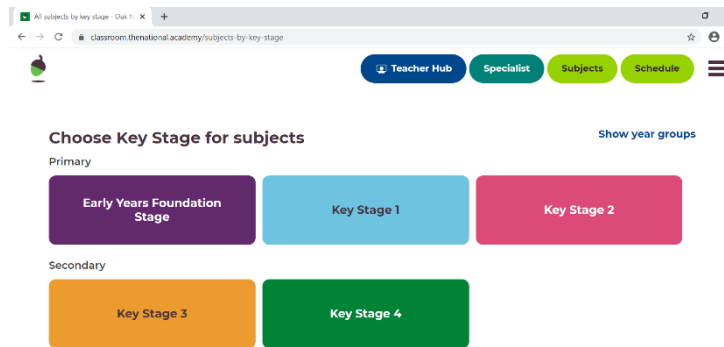 All subjects by key stage - Oak N
classroom.thenational.academy/subjects-by-key-stage
Teacher Hub
Specialist
Subjects
Schedule
Choose Key Stage for subjects
Show year groups
Primary
Early Years Foundation
Stage
Key Stage 1
Key Stage 2
Secondary
Key Stage 3
Key Stage 4